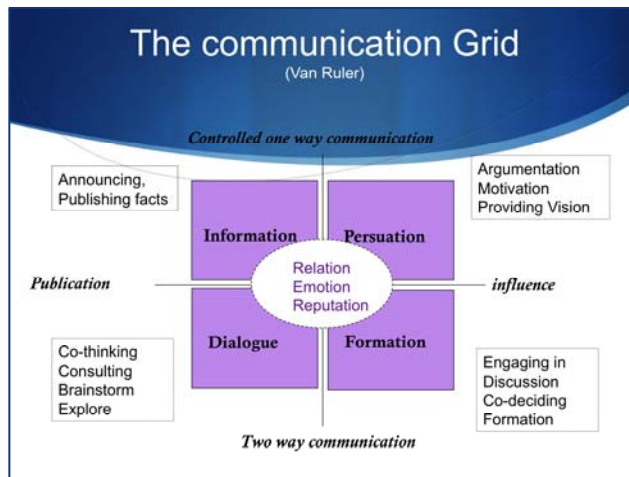 The communication Grid
(Van Ruler)
Controlled one way communication
Announcing,
Publishing facts
Argumentation
Motivation
Providing Vision
Information
Persuation
Relation
Emotion
Reputation
Publication
influence
Dialogue
Formation
Co-thinking
Consulting
Brainstorm
Explore
Engaging in
Discussion
Co-deciding
Formation
Two way communication